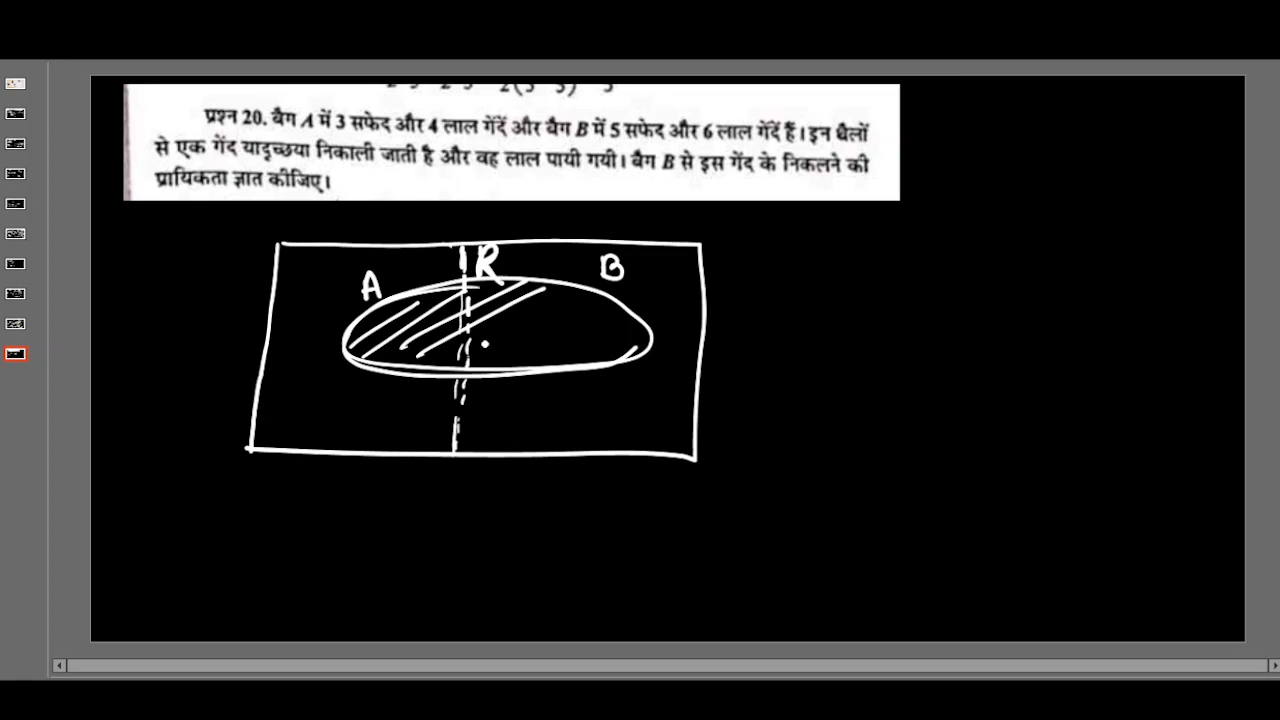 प्रश्न 20. बैग A में 3 सफेद और 4 लाल गेंदें और बैग B में 5 सफेद और 6 लाल गेंदें हैं। इन थैलों
से एक गेंद यादृच्छया निकाली जाती है और वह लाल पायी गयी। बैग B से इस गेंद के निकलने की
प्रायिकता ज्ञात कीजिए।
A R B